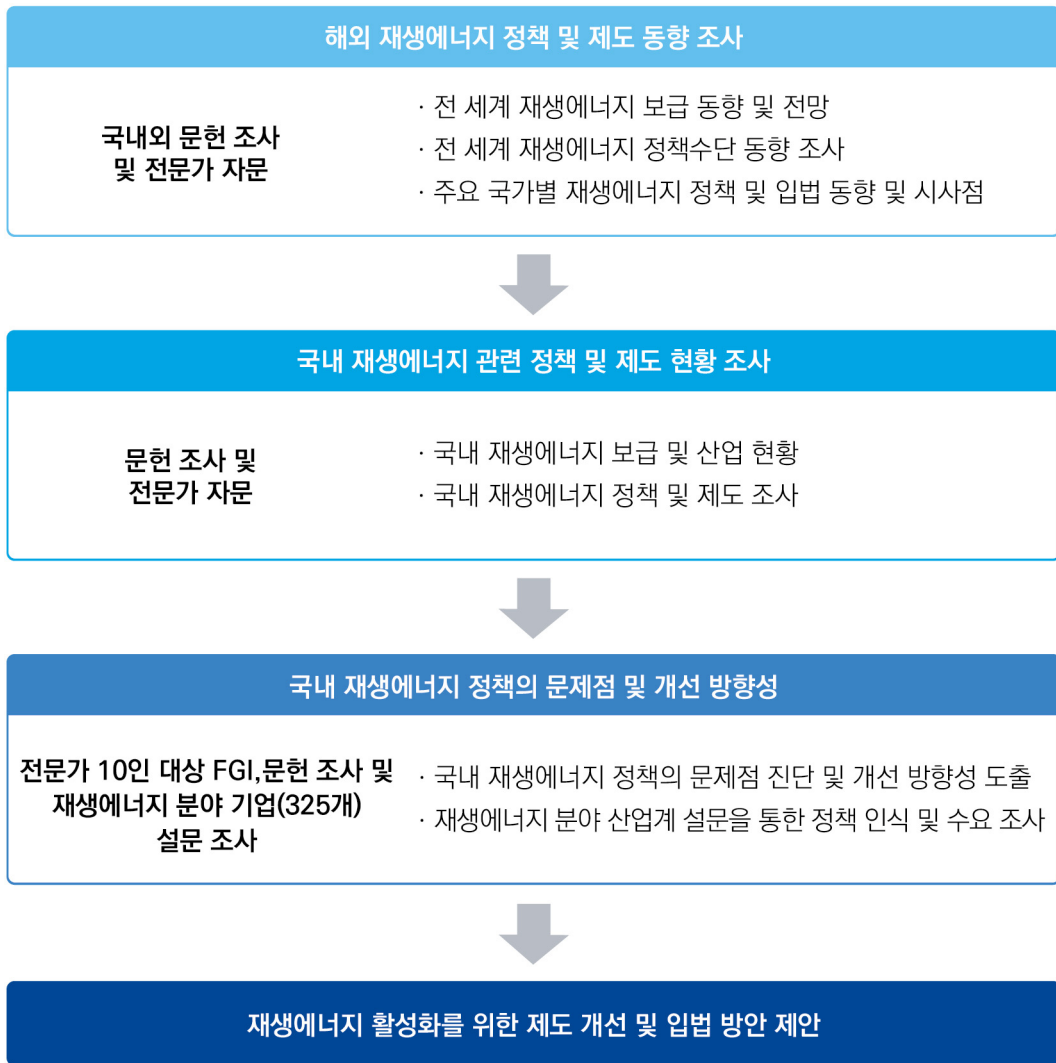 해외 재생에너지 정책 및 제도 동향 조사
국내외 문헌 조사
및 전문가 자문
· 전 세계 재생에너지 보급 동향 및 전망
· 전 세계 재생에너지 정책수단 동향 조사
· 주요 국가별 재생에너지 정책 및 입법 동향 및 시사점
국내 재생에너지 관련 정책 및 제도 현황 조사
문헌 조사 및
전문가 자문
· 국내 재생에너지 보급 및 산업 현황
· 국내 재생에너지 정책 및 제도 조사
국내 재생에너지 정책의 문제점 및 개선 방향성
전문가 10인 대상 FGI,문헌 조사 및
재생에너지 분야 기업(325개)
설문 조사
· 국내 재생에너지 정책의 문제점 진단 및 개선 방향성 도출
· 재생에너지 분야 산업계 설문을 통한 정책 인식 및 수요 조사
재생에너지 활성화를 위한 제도 개선 및 입법 방안 제안